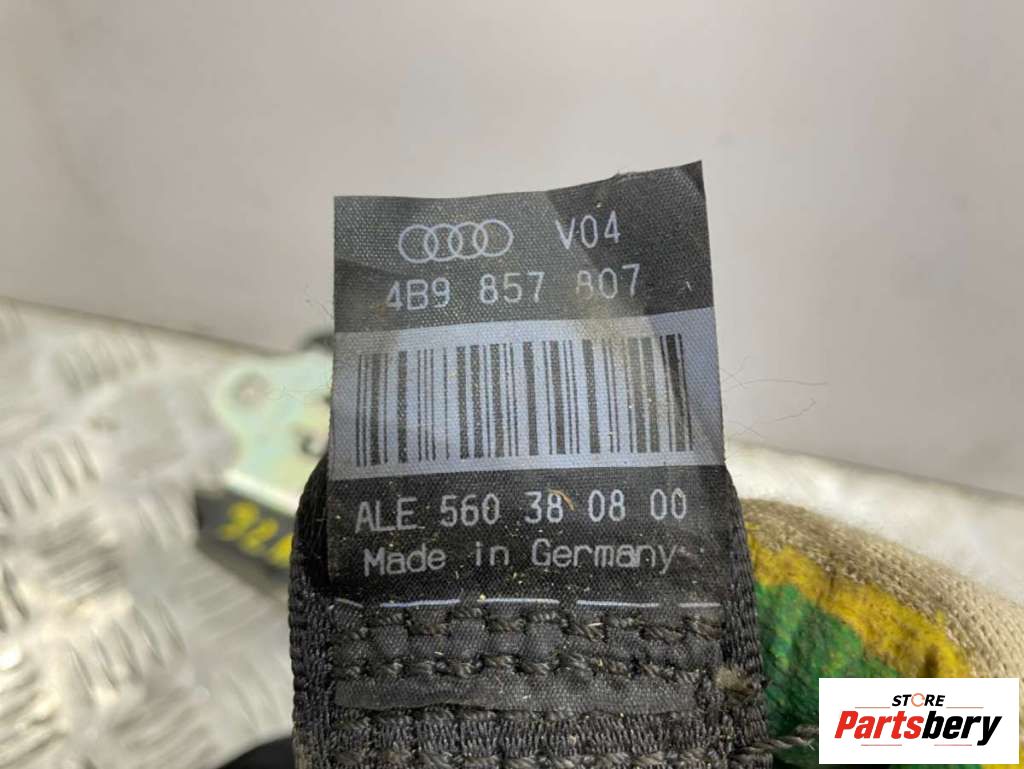 V04
4B9 857 807
ALE 560 38 08 00
Made in Germany
STORE
Partsbery